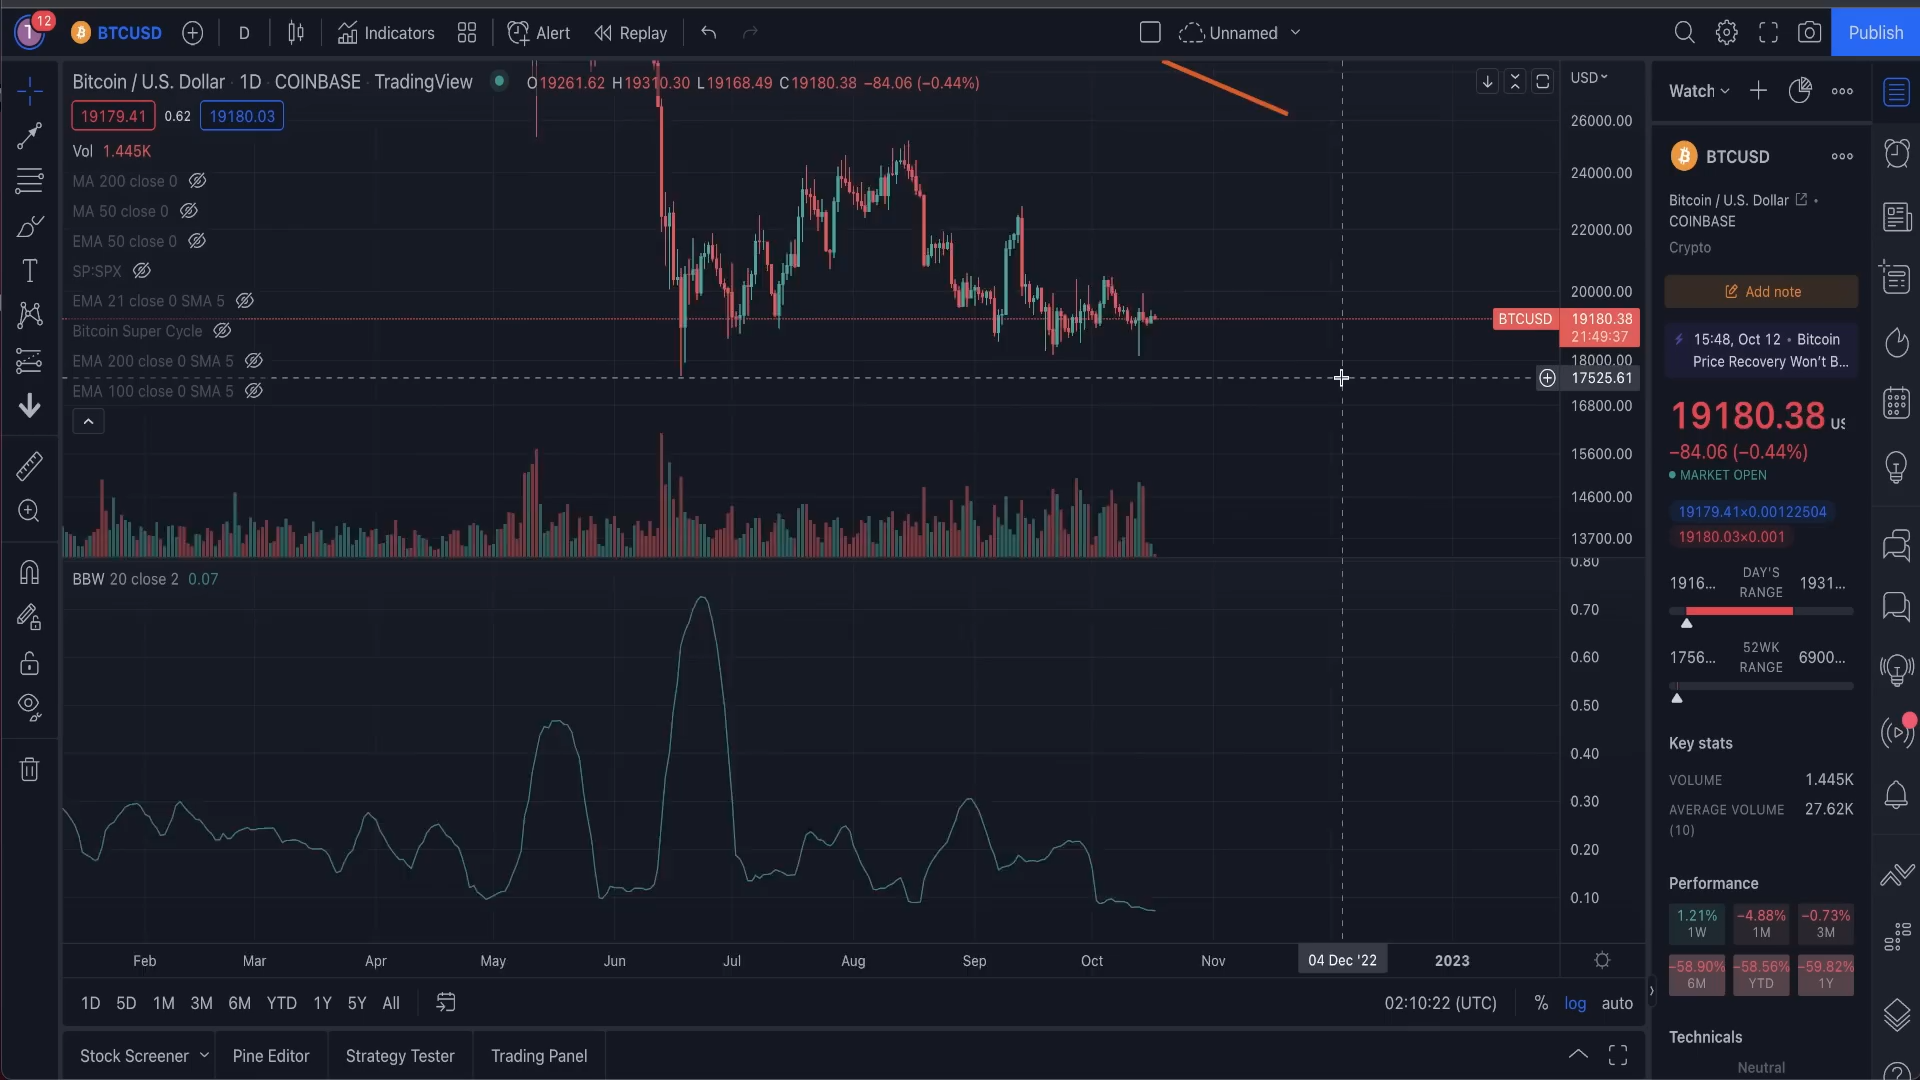 T 12 BTCUSD D Indicators Alert Replay Unnamed Publish
Bitcoin / U.S. Dollar 1D COINBASE TradingView O19261.62 H19310.30 L19168.49 C19180.38 −84.06 (−0.44%)
19179.41 0.62 19180.03
Vol 1.445K
MA 200 close 0
MA 50 close 0
EMA 50 close 0
SP:SPX
EMA 21 close 0 SMA 5
Bitcoin Super Cycle
EMA 200 close 0 SMA 5
EMA 100 close 0 SMA 5
USD
26000.00
24000.00
22000.00
20000.00
BTCUSD 19180.38
21:49:37
18000.00
17525.61
16800.00
15600.00
14600.00
13700.00
BBW 20 close 2 0.07
0.80
0.70
0.60
0.50
0.40
0.30
0.20
0.10
Feb Mar Apr May Jun Jul Aug Sep Oct Nov 04 Dec '22 2023
1D 5D 1M 3M 6M YTD 1Y 5Y All 02:10:22 (UTC) % log auto
Stock Screener Pine Editor Strategy Tester Trading Panel
Watch
BTCUSD
Bitcoin / U.S. Dollar •
COINBASE
Crypto
Add note
15:48, Oct 12 • Bitcoin
Price Recovery Won't B...
19180.38 US
−84.06 (−0.44%)
MARKET OPEN
19179.41×0.00122504
19180.03×0.001
1916... DAY'S RANGE 1931...
1756... 52WK RANGE 6900...
Key stats
VOLUME 1.445K
AVERAGE VOLUME (10) 27.62K
Performance
1.21% −4.88% −0.73%
1W 1M 3M
−58.90% −58.56% −59.82%
6M YTD 1Y
Technicals
Neutral